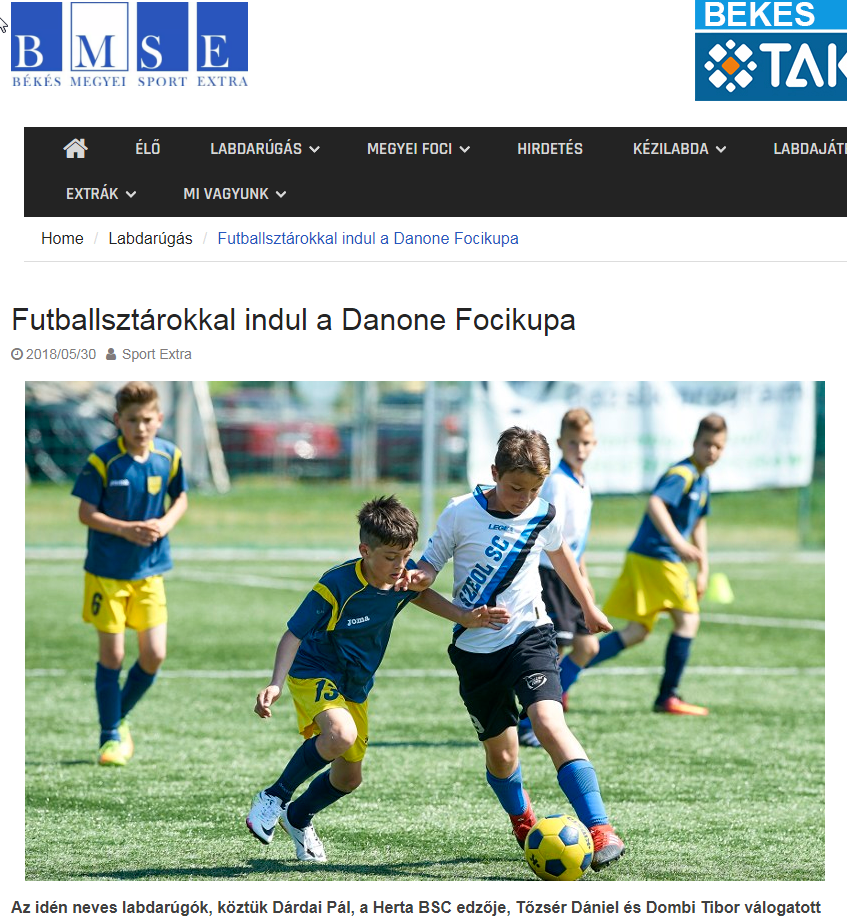 B M S E
BÉKÉS MEGYEI SPORT EXTRA
BEKES
TAK
ÉLŐ LABDARÚGÁS MEGYEI FOCI HIRDETÉS KÉZILABDA LABDAJÁT
EXTRÁK MI VAGYUNK
Home / Labdarúgás / Futballsztárokkal indul a Danone Focikupa
Futballsztárokkal indul a Danone Focikupa
2018/05/30 Sport Extra
6
joma
13
LEGEA
SZEOL SC
Az idén neves labdarúgók, köztük Dárdai Pál, a Herta BSC edzője, Tőzsér Dániel és Dombi Tibor válogatott